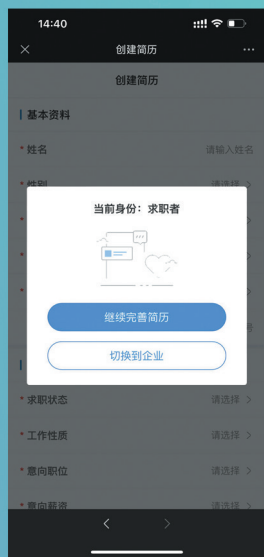 14:40
创建简历
创建简历
基本资料
* 姓名 请输入姓名
* 性别 请选择
当前身份：求职者
继续完善简历
切换到企业
* 求职状态 请选择
* 工作性质 请选择
* 意向职位 请选择
* 意向薪资 请选择